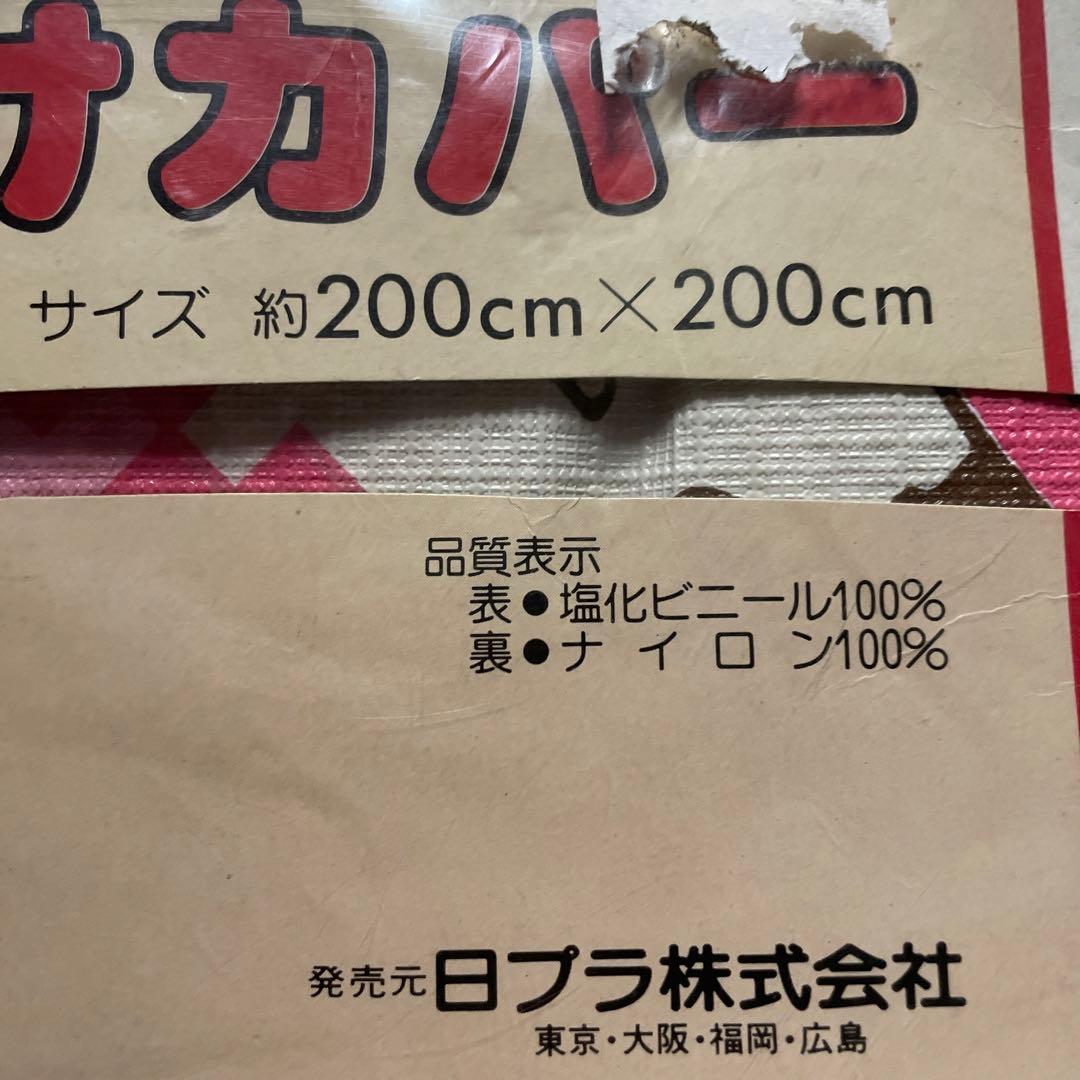 カバー
サイズ 約200cm×200cm
品質表示
表●塩化ビニール100%
裏●ナイロン100%
発売元 日プラ株式会社
東京・大阪・福岡・広島